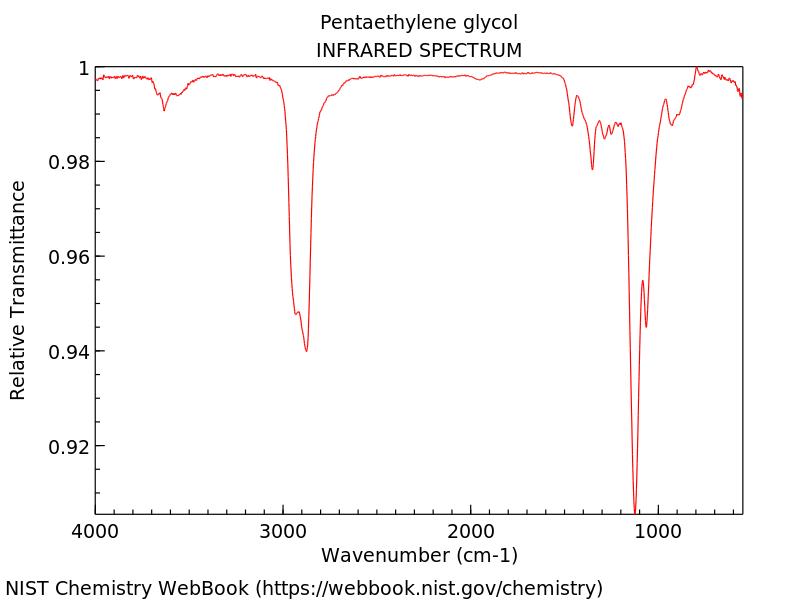 Pentaethylene glycol
INFRARED SPECTRUM
1
0.98
0.96
0.94
0.92
Relative Transmittance
4000 3000 2000 1000
Wavenumber (cm-1)
NIST Chemistry WebBook (https://webbook.nist.gov/chemistry)